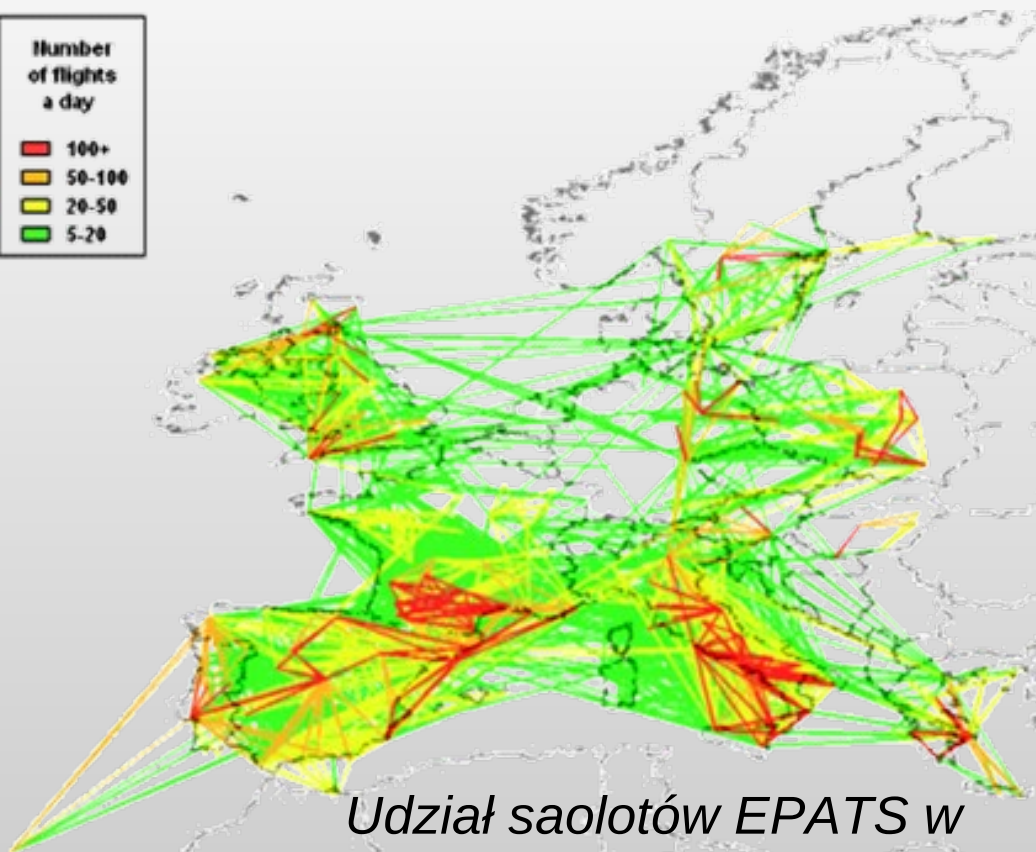 Number
of flights
a day
100+
50-100
20-50
5-20
Udział saolotów EPATS w